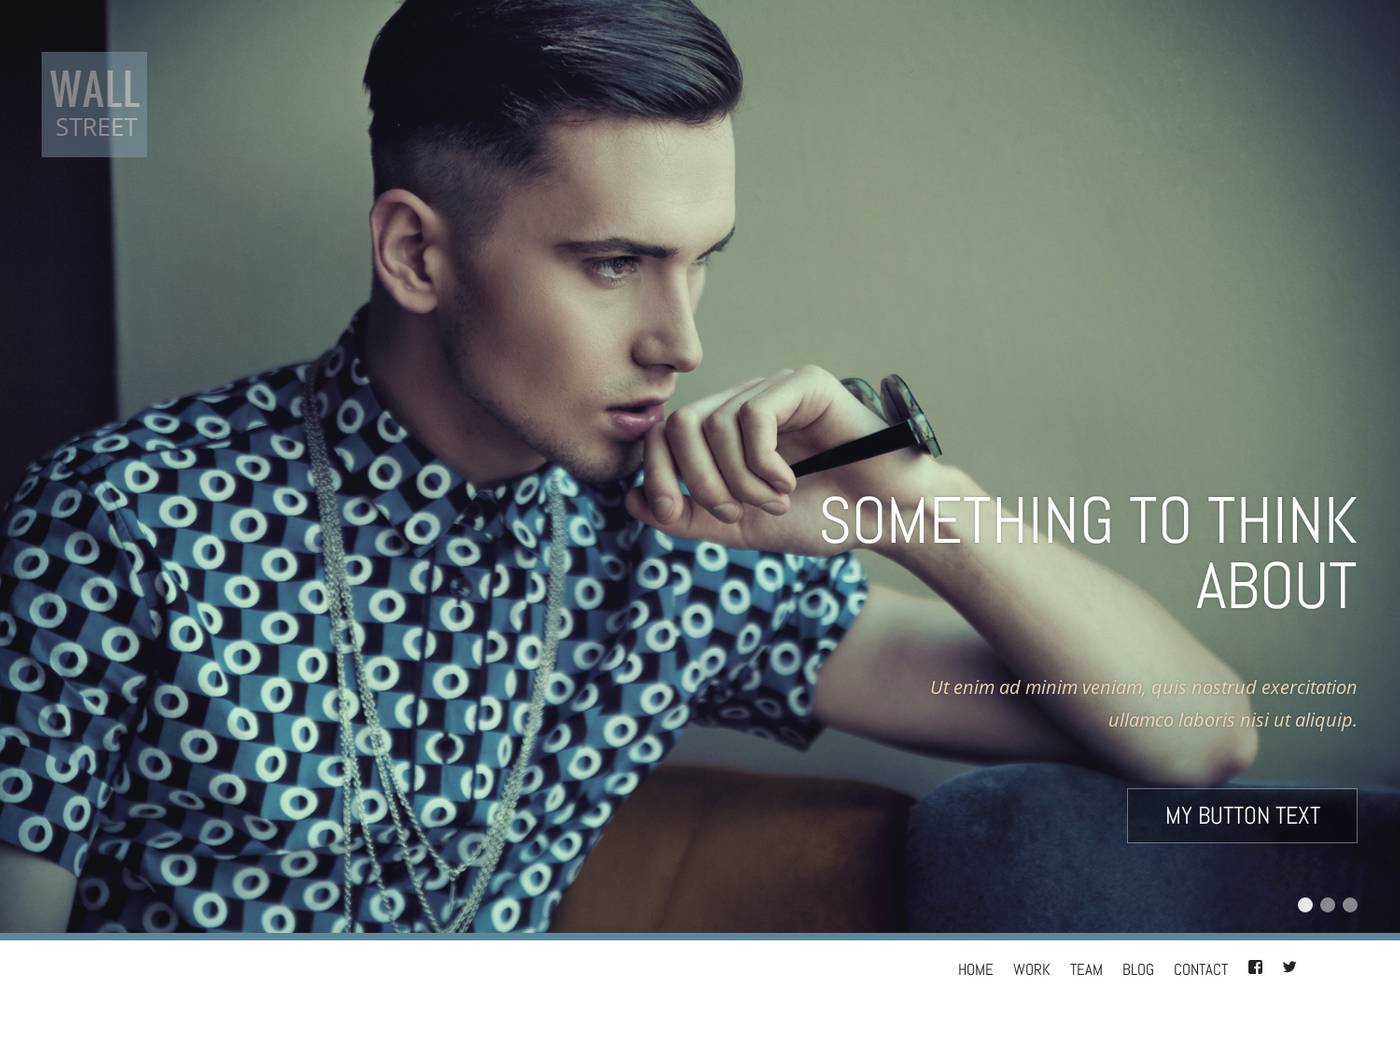 WALL
STREET
SOMETHING TO THINK
ABOUT
Ut enim ad minim veniam, quis nostrud exercitation
ullamco laboris nisi ut aliquip.
MY BUTTON TEXT
HOME WORK TEAM BLOG CONTACT